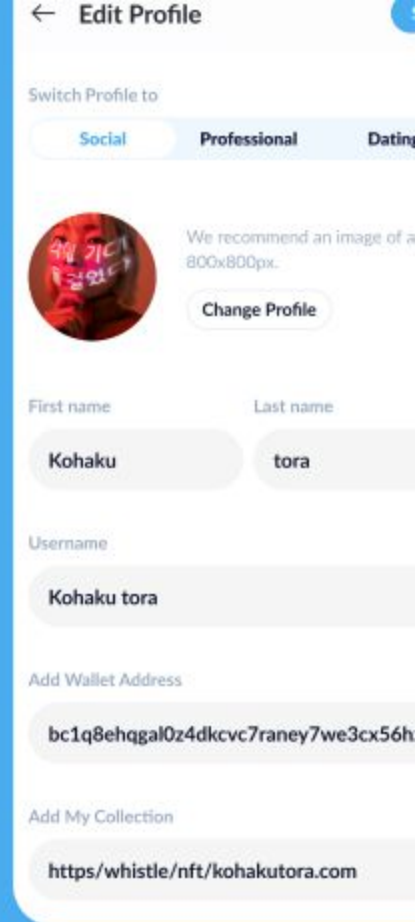 Edit Profile
Switch Profile to
Social Professional Dating
We recommend an image of a
800x800px.
Change Profile
First name Last name
Kohaku tora
Username
Kohaku tora
Add Wallet Address
bc1q8ehqgal0z4dkcvc7raney7we3cx56h
Add My Collection
https/whistle/nft/kohakutora.com